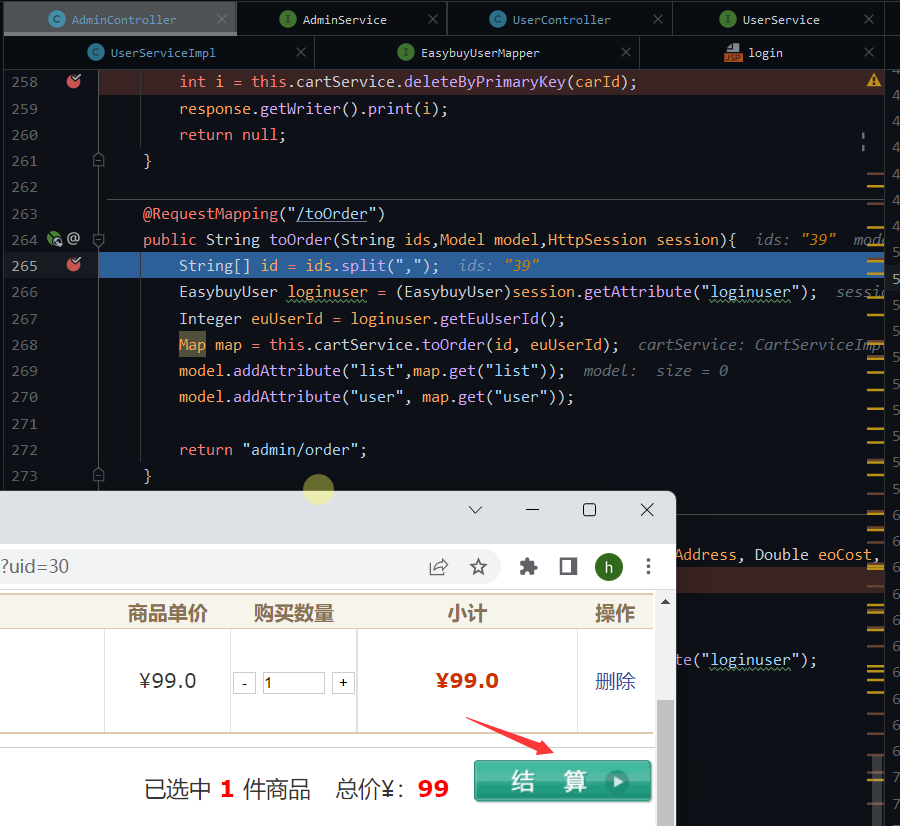 AdminController
AdminService
UserController
UserService
UserServiceImpl
EasybuyUserMapper
JSP login
258 int i = this.cartService.deleteByPrimaryKey(carId);
259 response.getWriter().print(i);
260 return null;
261 }
262
263 @RequestMapping("/toOrder")
264 @ public String toOrder(String ids,Model model,HttpSession session){ ids: "39"
265 String[] id = ids.split(","); ids: "39"
266 EasybuyUser loginuser = (EasybuyUser)session.getAttribute("loginuser");
267 Integer euUserId = loginuser.getEuUserId();
268 Map map = this.cartService.toOrder(id, euUserId); cartService: CartServiceImp
269 model.addAttribute("list",map.get("list")); model: size = 0
270 model.addAttribute("user", map.get("user"));
271
272 return "admin/order";
273 }
Address, Double eoCost,
te("loginuser");
?uid=30
h
商品单价 购买数量 小计 操作
¥99.0 - 1 + ¥99.0 删除
已选中 1 件商品 总价¥: 99 结 算